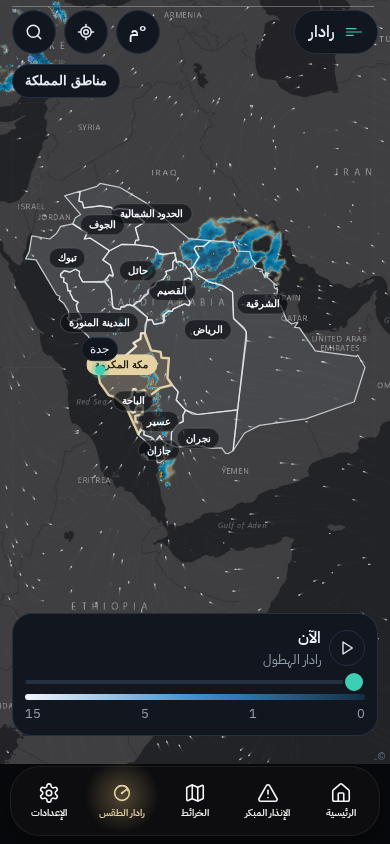 رادار
°م
ARMENIA
مناطق المملكة
SYRIA
IRAQ
IRAN
ISRAEL
JORDAN
الحدود الشمالية
الجوف
تبوك
حائل
القصيم
SAUDI ARABIA
الشرقية
QATAR
المدينة المنورة
الرياض
UNITED ARAB
EMIRATES
جدة
مكة المكرمة
Red Sea
الباحة
عسير
نجران
جازان
YEMEN
ERITREA
Gulf of Aden
ETHIOPIA
الآن
رادار الهطول
15 5 1 0
©
الرئيسية
الإنذار المبكر
الخرائط
رادار الطقس
الإعدادات